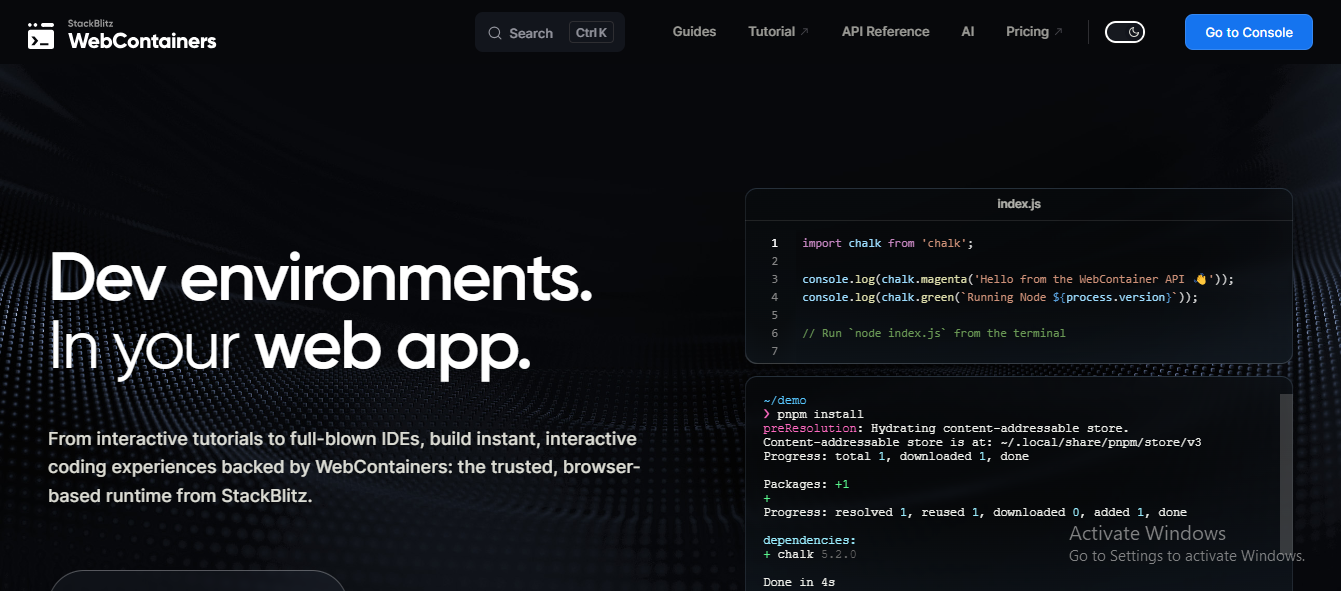 StackBlitz
WebContainers
Search
Ctrl K
Guides
Tutorial
API Reference
AI
Pricing
Go to Console
Dev environments.
In your web app.
From interactive tutorials to full-blown IDEs, build instant, interactive
coding experiences backed by WebContainers: the trusted, browser-
based runtime from StackBlitz.
index.js
1 import chalk from 'chalk';
2
3 console.log(chalk.magenta('Hello from the WebContainer API 👋'));
4 console.log(chalk.green(`Running Node ${process.version}`));
5
6 // Run `node index.js` from the terminal
7
~/demo
❯ pnpm install
preResolution: Hydrating content-addressable store.
Content-addressable store is at: ~/.local/share/pnpm/store/v3
Progress: total 1, downloaded 1, done
Packages: +1
+
Progress: resolved 1, reused 1, downloaded 0, added 1, done
dependencies:
+ chalk 5.2.0
Done in 4s
Activate Windows
Go to Settings to activate Windows.